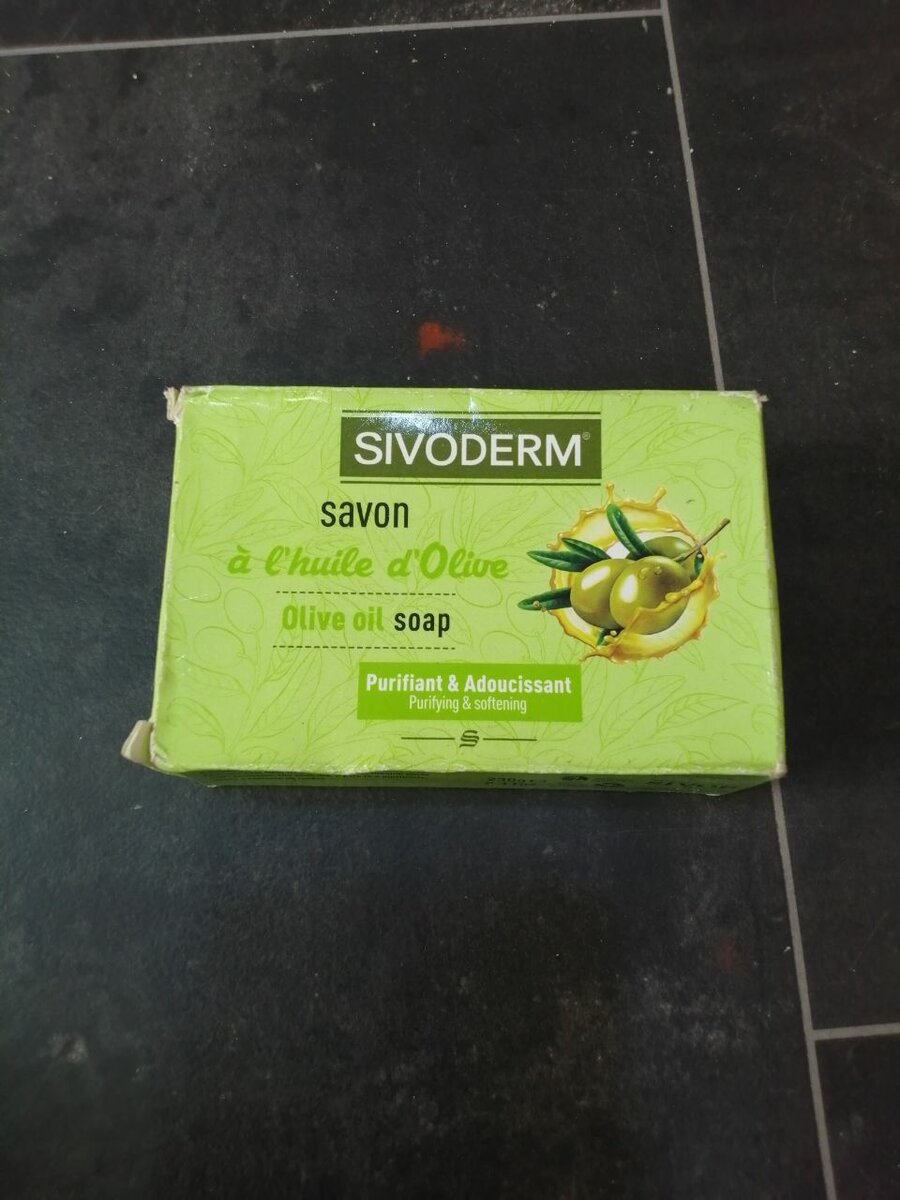 SIVODERM®
savon
à l'huile d'Olive
Olive oil soap
Purifiant & Adoucissant
Purifying & softening